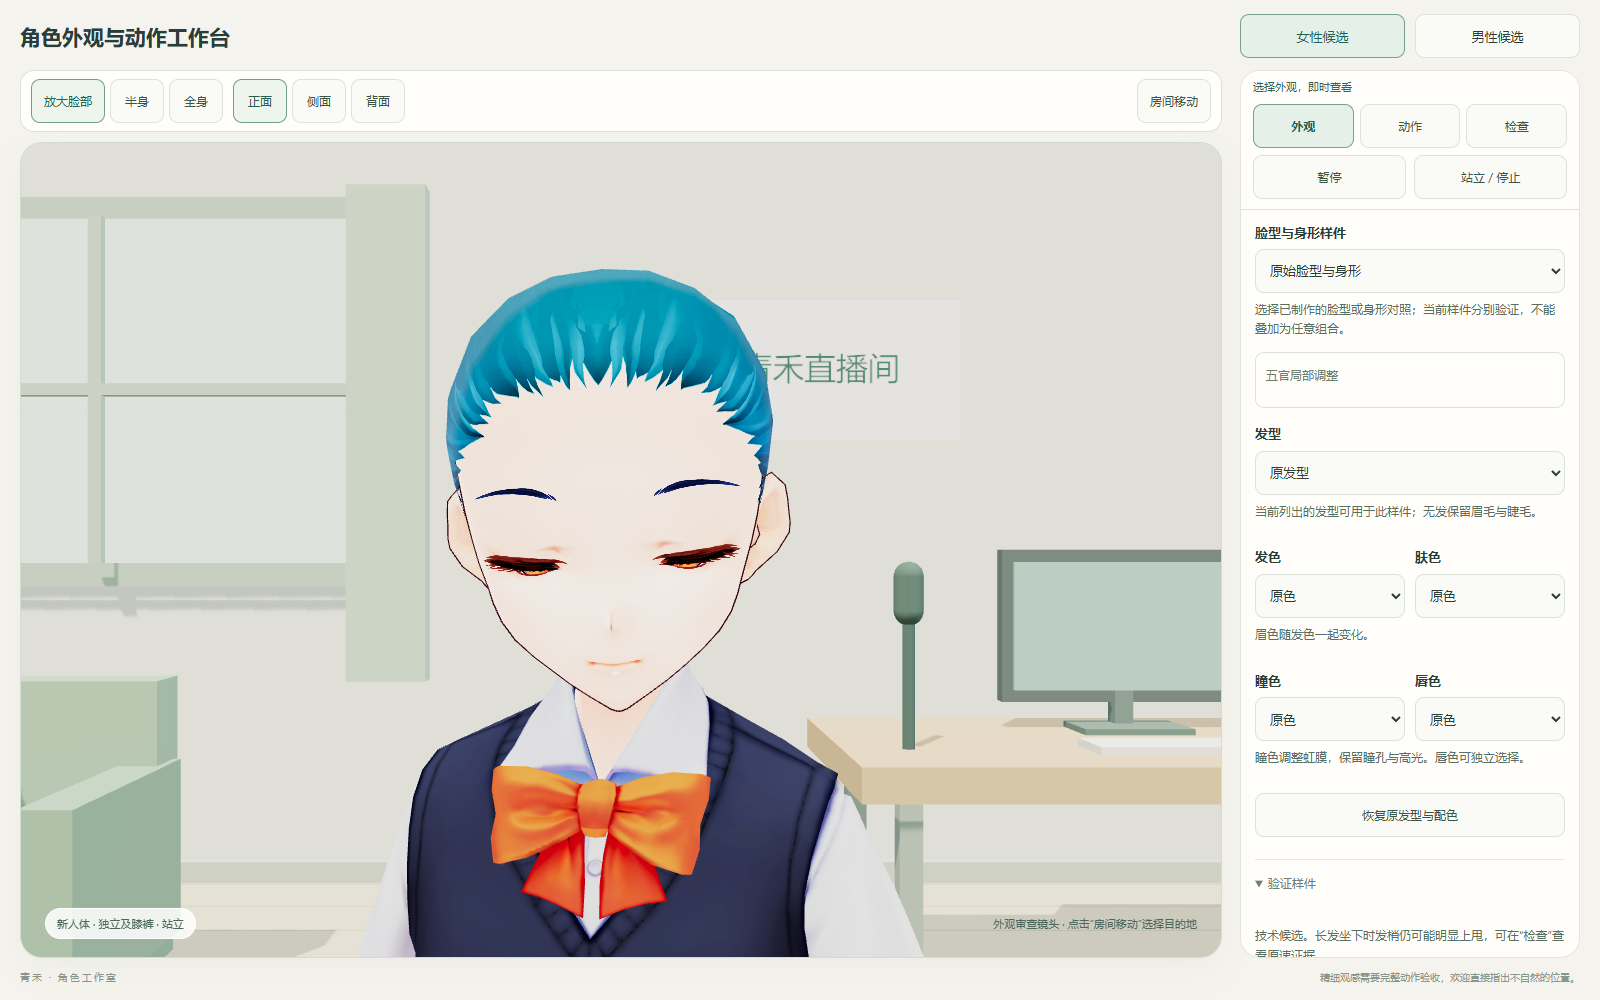 角色外观与动作工作台
女性候选
男性候选
放大脸部
半身
全身
正面
侧面
背面
房间移动
选择外观，即时查看
外观
动作
检查
暂停
站立 / 停止
脸型与身形样件
原始脸型与身形
选择已制作的脸型或身形对照；当前样件分别验证，不能
叠加为任意组合。
五官局部调整
发型
原发型
当前列出的发型可用于此样件；无发保留眉毛与睫毛。
发色
肤色
原色
原色
眉色随发色一起变化。
瞳色
唇色
原色
原色
瞳色调整虹膜，保留瞳孔与高光。唇色可独立选择。
恢复原发型与配色
▼ 验证样件
技术候选。长发坐下时发梢仍可能明显上甩，可在“检查”查
看原速证据
青禾直播间
新人体 · 独立及膝裤 · 站立
外观审查镜头 · 点击“房间移动”选择目的地
青禾 · 角色工作室
精细观感需要完整动作验收，欢迎直接指出不自然的位置。